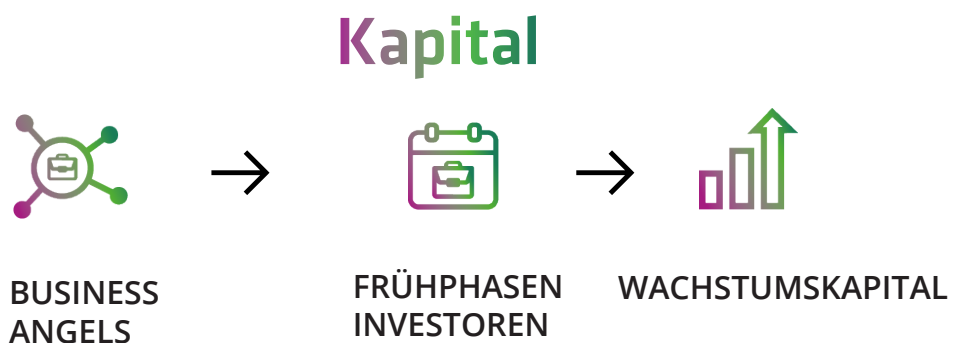 Kapital
BUSINESS
ANGELS
FRÜHPHASEN
INVESTOREN
WACHSTUMSKAPITAL